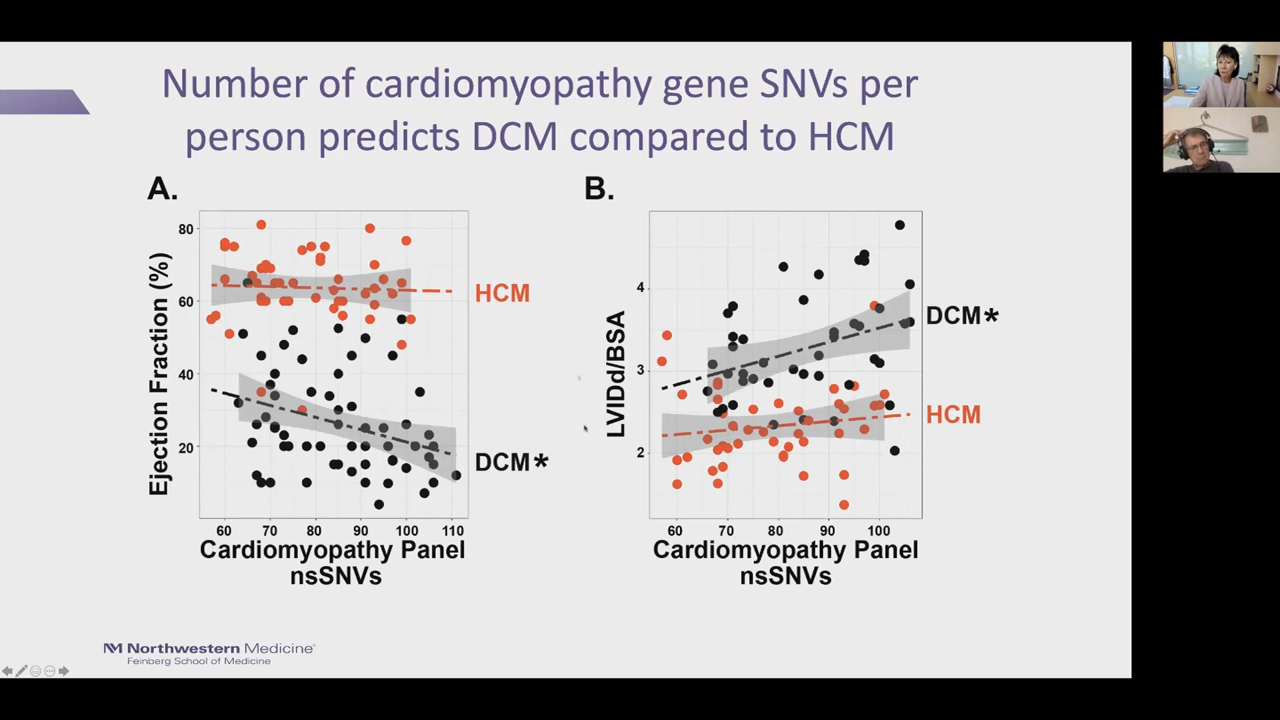 Number of cardiomyopathy gene SNVs per
person predicts DCM compared to HCM
A.
Ejection Fraction (%)
80
60
40
20
60 70 80 90 100 110
Cardiomyopathy Panel
nsSNVs
HCM
DCM*
B.
LVIDd/BSA
4
3
2
60 70 80 90 100
Cardiomyopathy Panel
nsSNVs
DCM*
HCM
Northwestern Medicine®
Feinberg School of Medicine